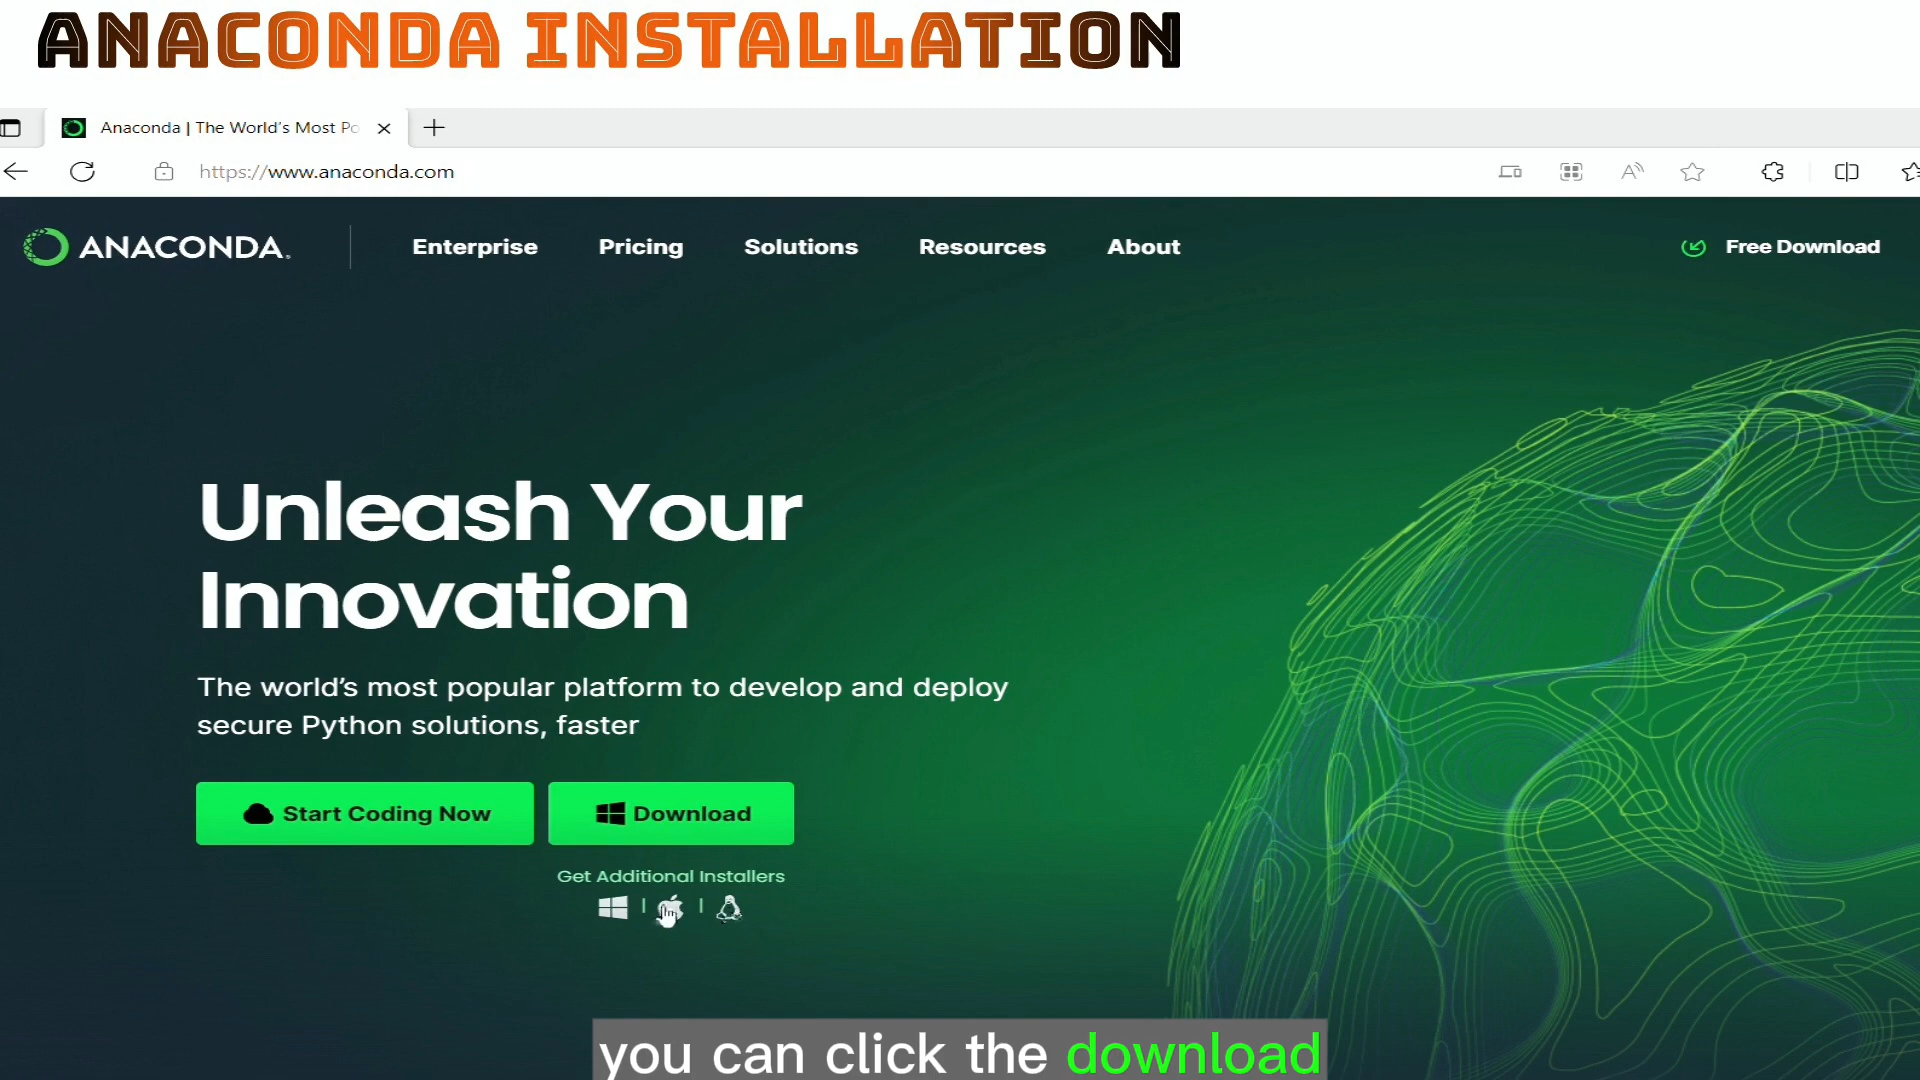 ANACONDA INSTALLATION
Anaconda | The World's Most Po
https://www.anaconda.com
ANACONDA.
Enterprise
Pricing
Solutions
Resources
About
Free Download
Unleash Your
Innovation
The world's most popular platform to develop and deploy
secure Python solutions, faster
Start Coding Now
Download
Get Additional Installers
you can click the download